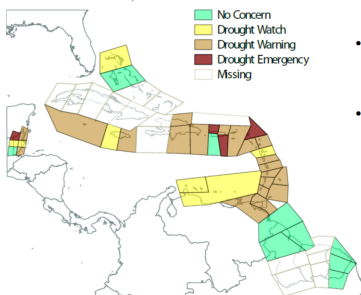 No Concern
Drought Watch
Drought Warning
Drought Emergency
Missing